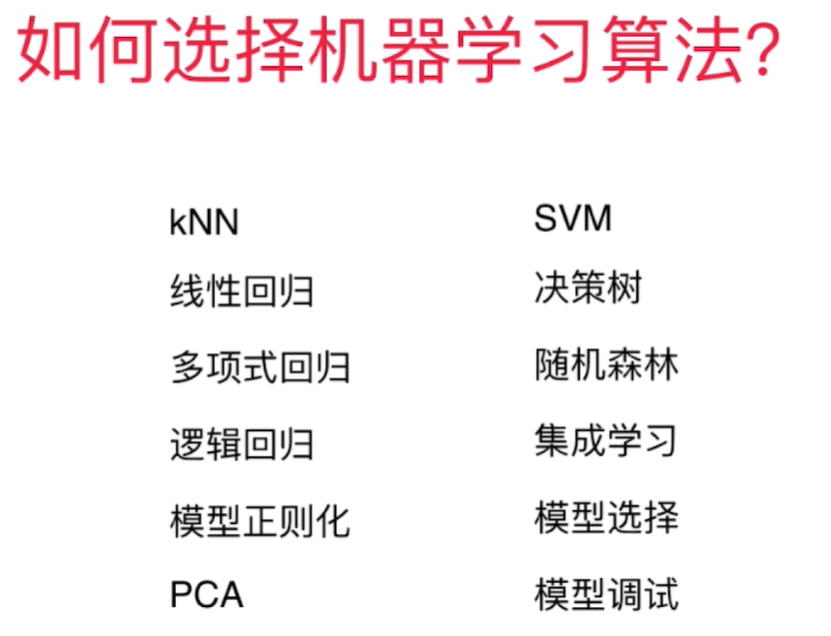 如何选择机器学习算法?
kNN
线性回归
多项式回归
逻辑回归
模型正则化
PCA
SVM
决策树
随机森林
集成学习
模型选择
模型调试